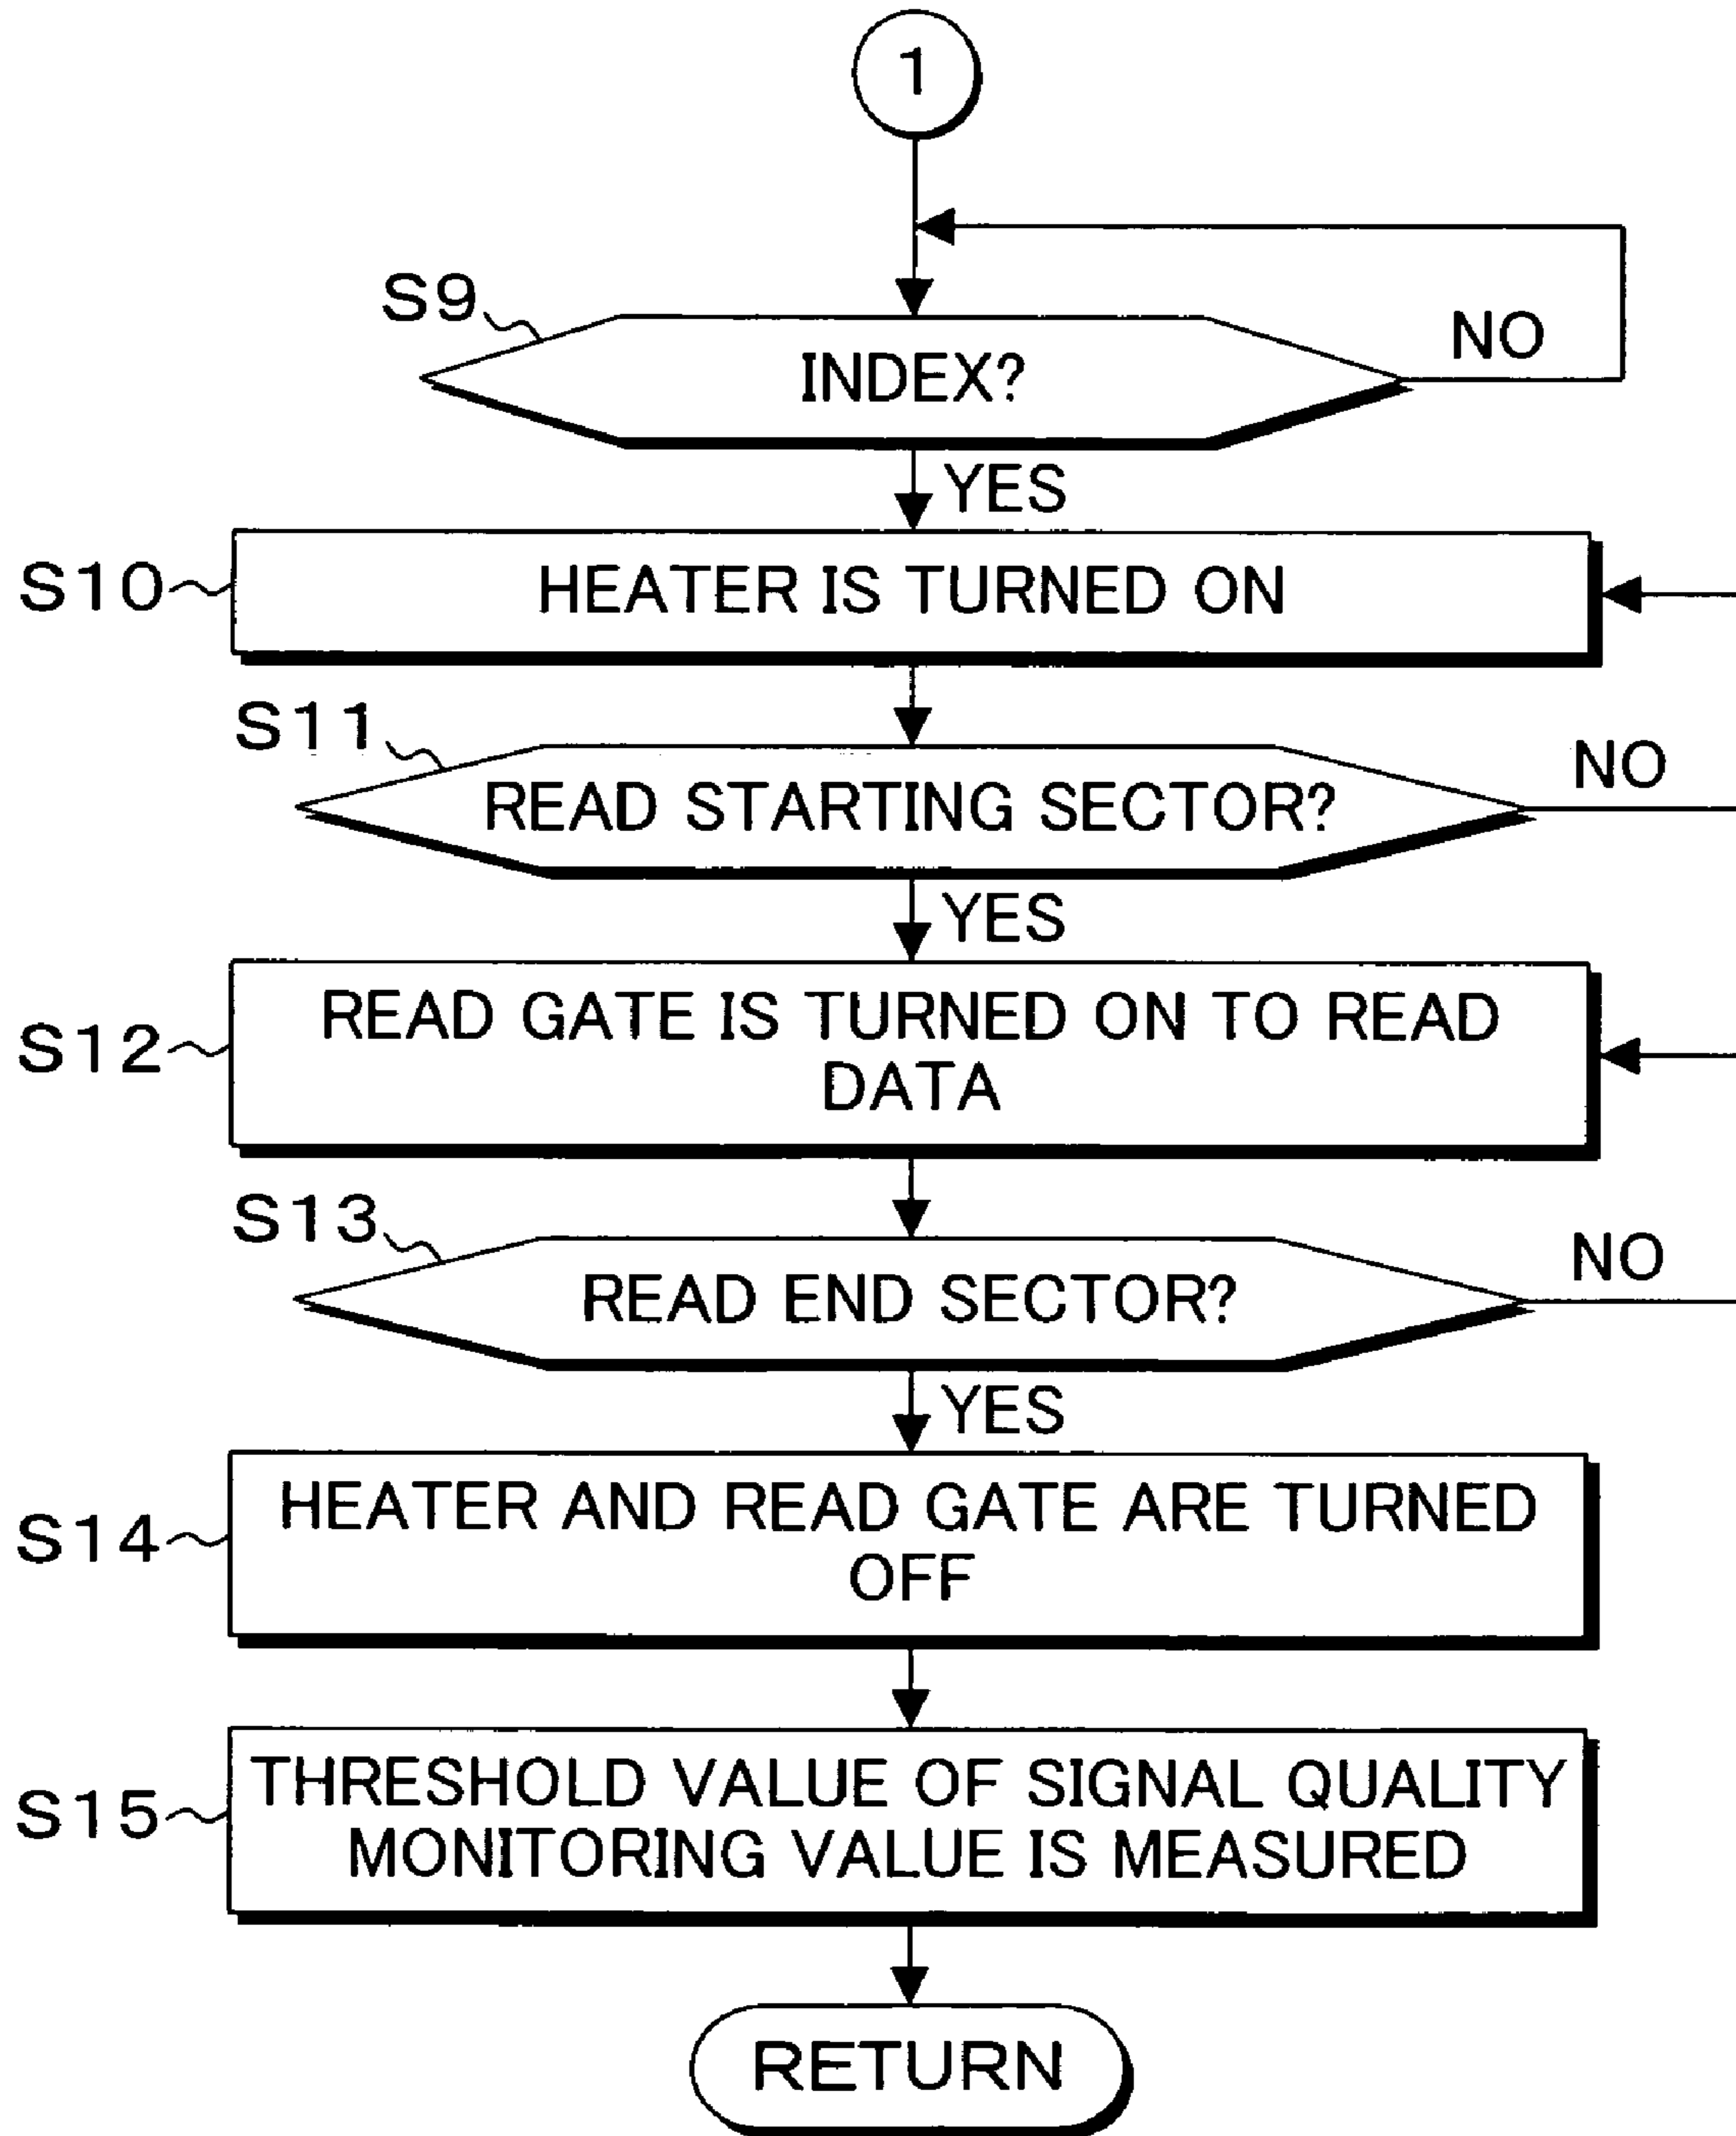 1
S9
INDEX?
NO
YES
S10
HEATER IS TURNED ON
S11
READ STARTING SECTOR?
NO
YES
S12
READ GATE IS TURNED ON TO READ
DATA
S13
READ END SECTOR?
NO
YES
S14
HEATER AND READ GATE ARE TURNED
OFF
S15
THRESHOLD VALUE OF SIGNAL QUALITY
MONITORING VALUE IS MEASURED
RETURN